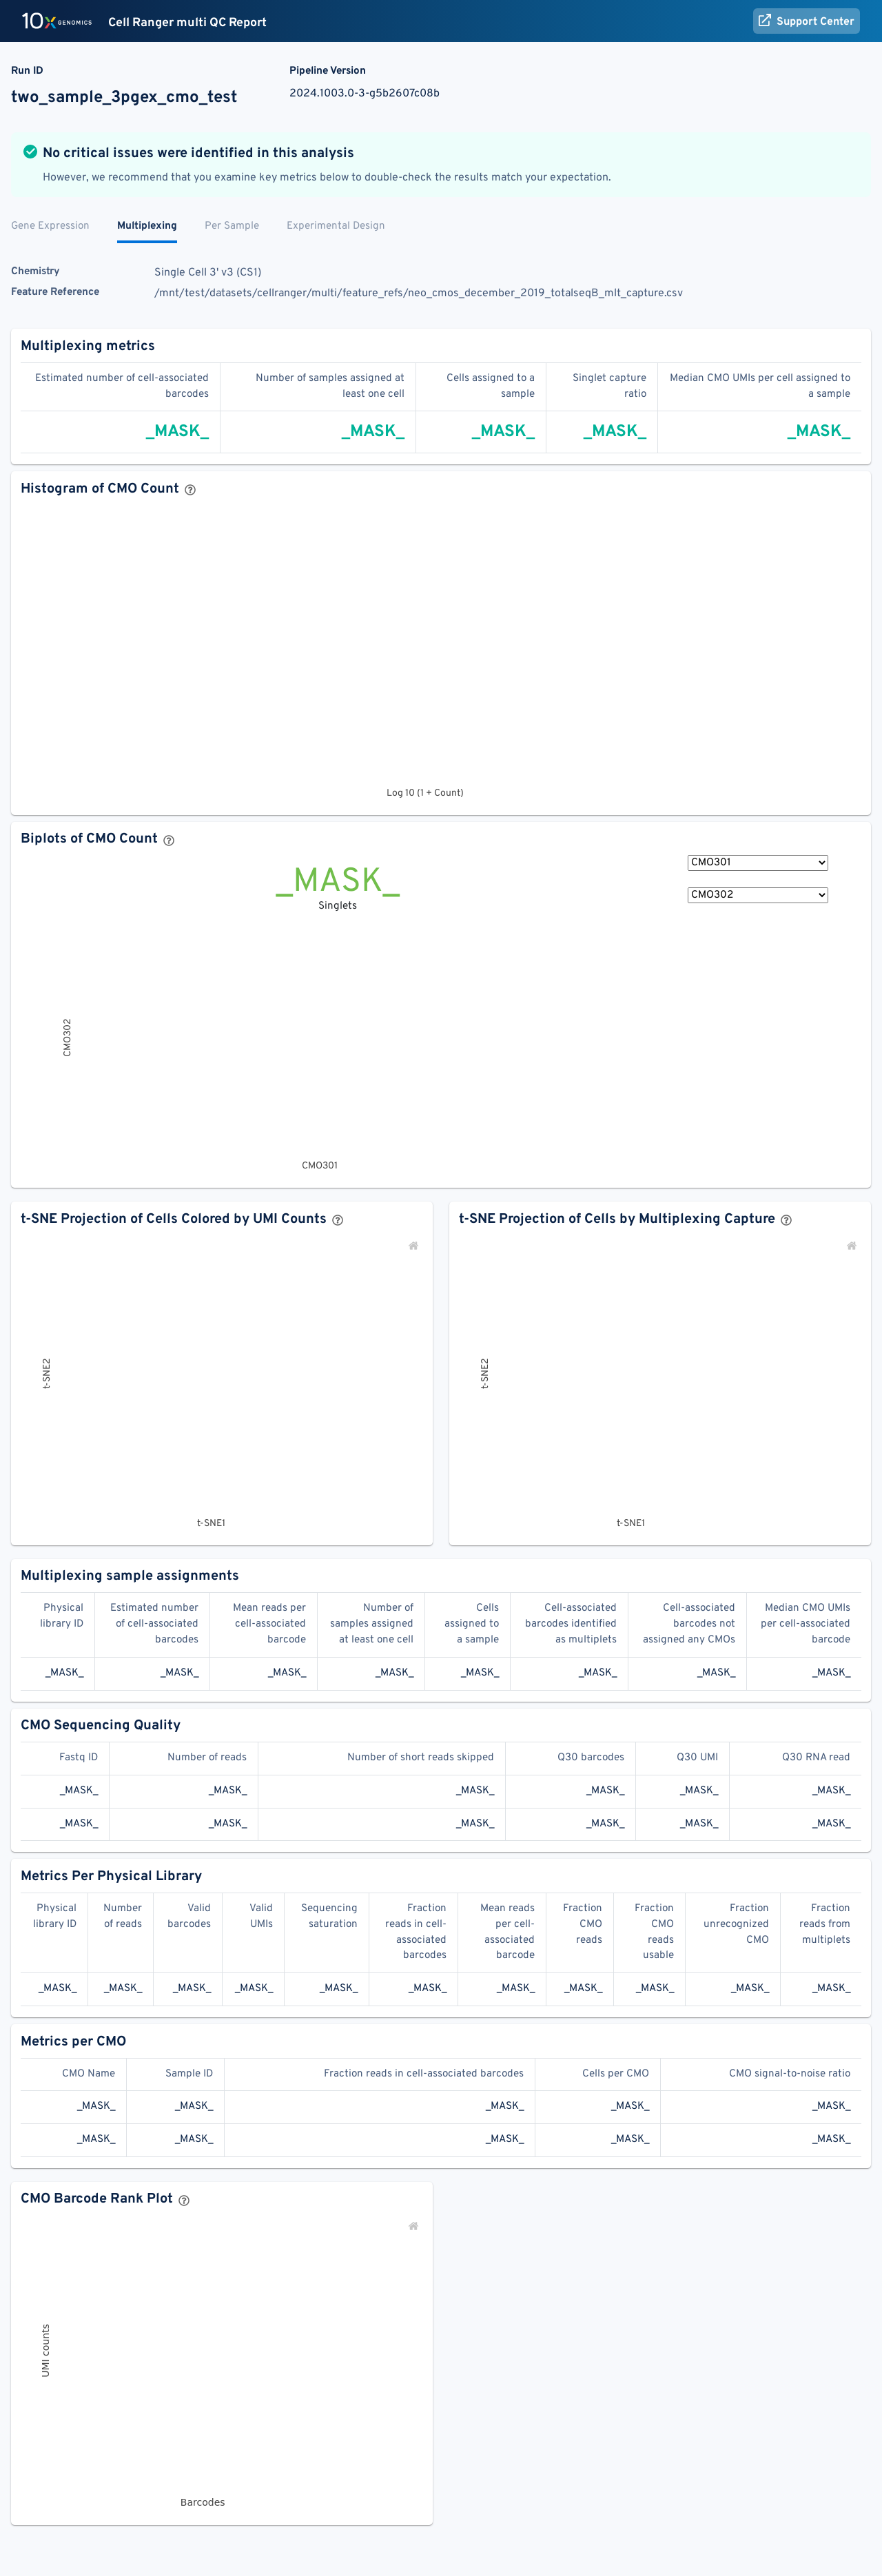 10X GENOMICS Cell Ranger multi QC Report Support Center
Run ID Pipeline Version
two_sample_3pgex_cmo_test 2024.1003.0-3-g5b2607c08b
No critical issues were identified in this analysis
However, we recommend that you examine key metrics below to double-check the results match your expectation.
Gene Expression Multiplexing Per Sample Experimental Design
Chemistry Single Cell 3' v3 (CS1)
Feature Reference /mnt/test/datasets/cellranger/multi/feature_refs/neo_cmos_december_2019_totalseqB_mlt_capture.csv
Multiplexing metrics
Estimated number of cell-associated Number of samples assigned at Cells assigned to a Singlet capture Median CMO UMIs per cell assigned to
barcodes least one cell sample ratio a sample
_MASK_ _MASK_ _MASK_ _MASK_ _MASK_
Histogram of CMO Count ?
Log 10 (1 + Count)
Biplots of CMO Count ?
CMO301
_MASK_
CMO302
Singlets
CMO302
CMO301
t-SNE Projection of Cells Colored by UMI Counts ? t-SNE Projection of Cells by Multiplexing Capture ?
t-SNE2 t-SNE2
t-SNE1 t-SNE1
Multiplexing sample assignments
Physical Estimated number Mean reads per Number of Cells Cell-associated Cell-associated Median CMO UMIs
library ID of cell-associated cell-associated samples assigned assigned to barcodes identified barcodes not per cell-associated
barcodes barcode at least one cell a sample as multiplets assigned any CMOs barcode
_MASK_ _MASK_ _MASK_ _MASK_ _MASK_ _MASK_ _MASK_ _MASK_
CMO Sequencing Quality
Fastq ID Number of reads Number of short reads skipped Q30 barcodes Q30 UMI Q30 RNA read
_MASK_ _MASK_ _MASK_ _MASK_ _MASK_ _MASK_
_MASK_ _MASK_ _MASK_ _MASK_ _MASK_ _MASK_
Metrics Per Physical Library
Physical Number Valid Valid Sequencing Fraction Mean reads Fraction Fraction Fraction Fraction
library ID of reads barcodes UMIs saturation reads in cell- per cell- CMO CMO unrecognized reads from
associated associated reads reads CMO multiplets
barcodes barcode usable
_MASK_ _MASK_ _MASK_ _MASK_ _MASK_ _MASK_ _MASK_ _MASK_ _MASK_ _MASK_ _MASK_
Metrics per CMO
CMO Name Sample ID Fraction reads in cell-associated barcodes Cells per CMO CMO signal-to-noise ratio
_MASK_ _MASK_ _MASK_ _MASK_ _MASK_
_MASK_ _MASK_ _MASK_ _MASK_ _MASK_
CMO Barcode Rank Plot ?
UMI counts
Barcodes